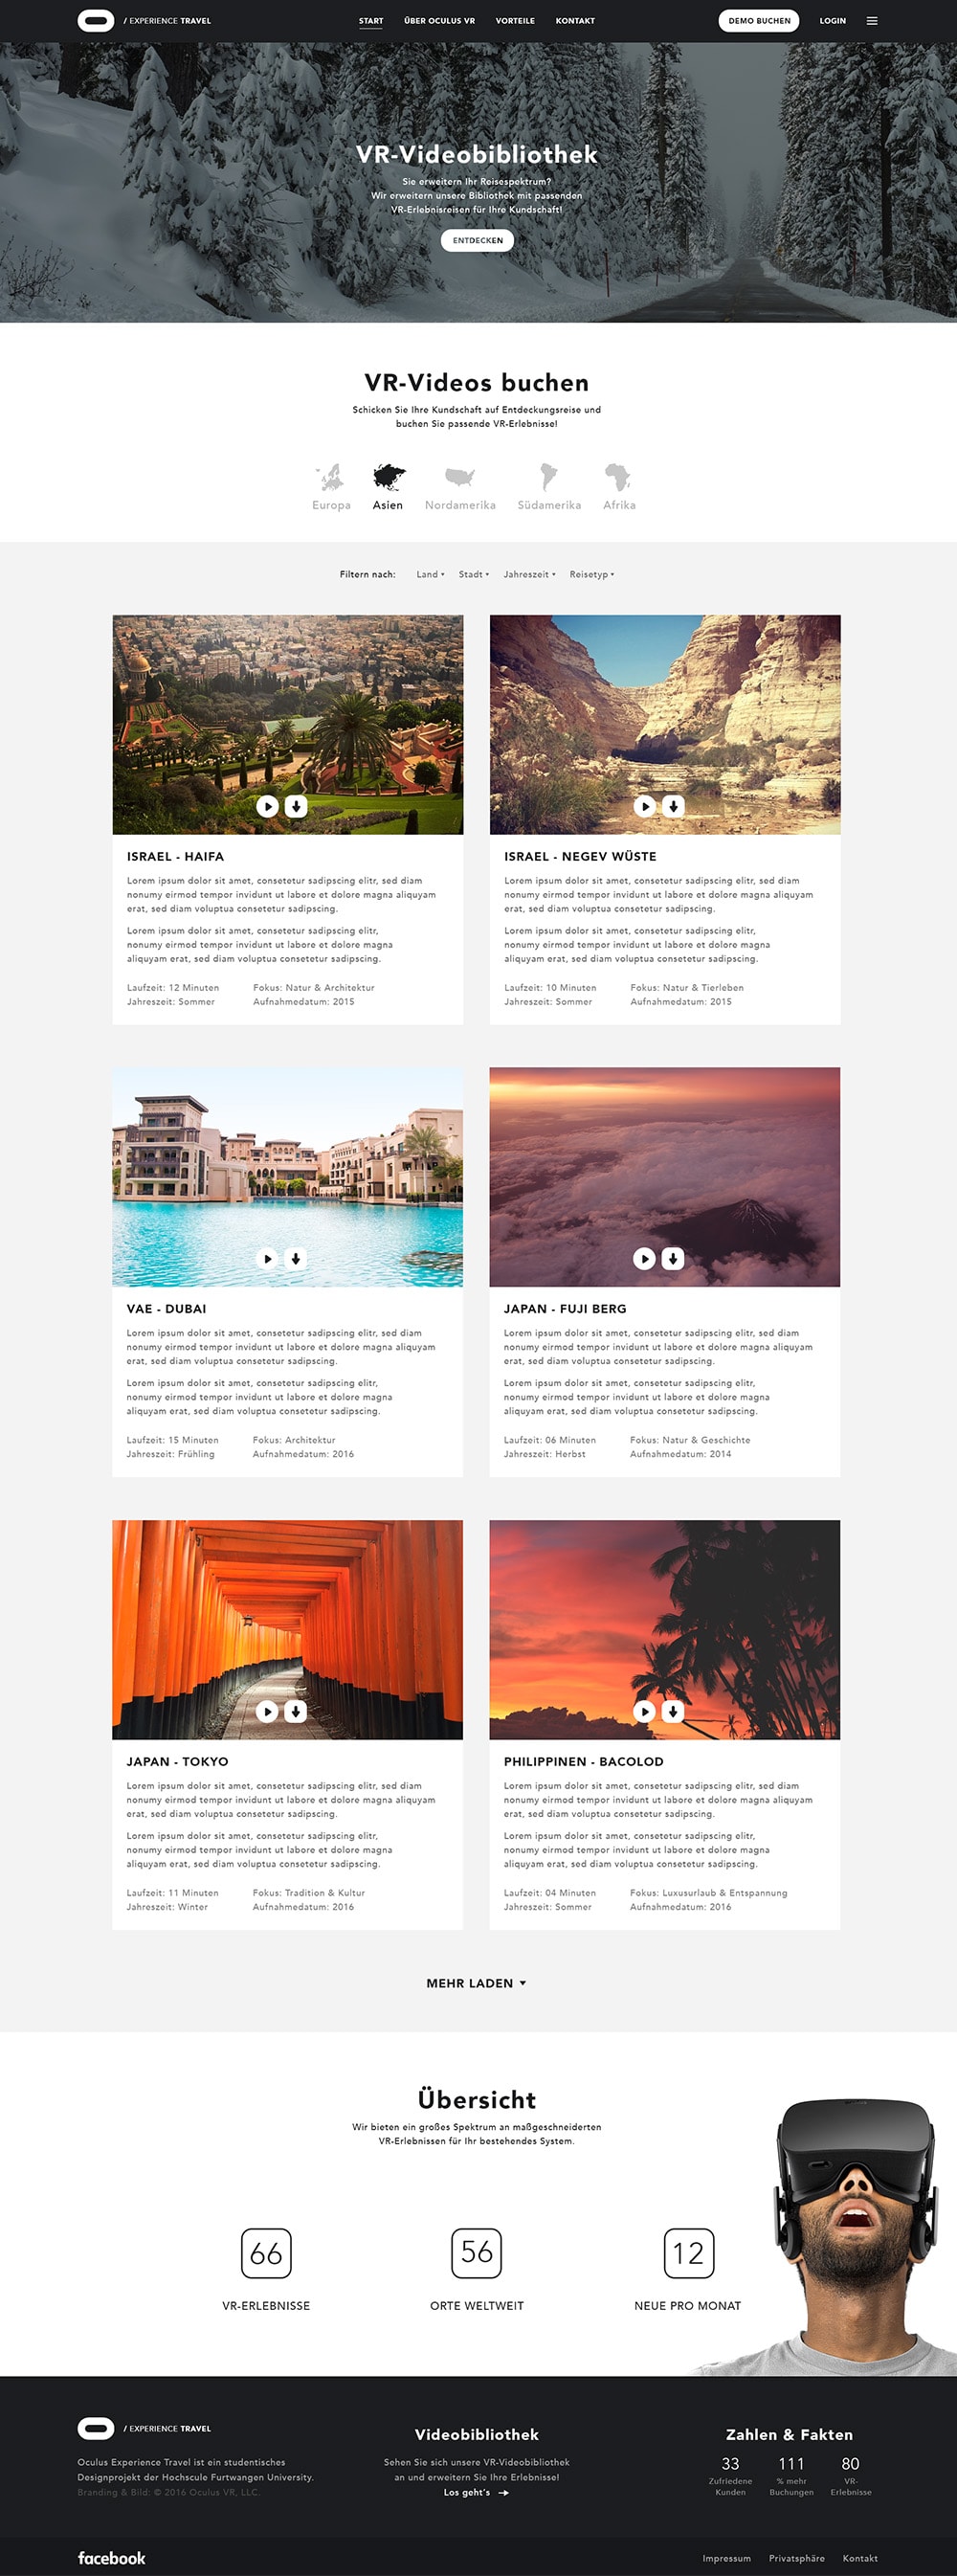 / EXPERIENCE TRAVEL
START ÜBER OCULUS VR VORTEILE KONTAKT
DEMO BUCHEN LOGIN
VR-Videobibliothek
Sie erweitern Ihr Reisespektrum?
Wir erweitern unsere Bibliothek mit passenden
VR-Erlebnisreisen für Ihre Kundschaft!
ENTDECKEN
VR-Videos buchen
Schicken Sie Ihre Kundschaft auf Entdeckungsreise und
buchen Sie passende VR-Erlebnisse!
Europa Asien Nordamerika Südamerika Afrika
Filtern nach: Land Stadt Jahreszeit Reisetyp
ISRAEL - HAIFA
Lorem ipsum dolor sit amet, consetetur sadipscing elitr, sed diam
nonumy eirmod tempor invidunt ut labore et dolore magna aliquyam
erat, sed diam voluptua consetetur sadipscing.
Lorem ipsum dolor sit amet, consetetur sadipscing elitr,
nonumy eirmod tempor invidunt ut labore et dolore magna
aliquyam erat, sed diam voluptua consetetur sadipscing.
Laufzeit: 12 Minuten Fokus: Natur & Architektur
Jahreszeit: Sommer Aufnahmedatum: 2015
ISRAEL - NEGEV WÜSTE
Lorem ipsum dolor sit amet, consetetur sadipscing elitr, sed diam
nonumy eirmod tempor invidunt ut labore et dolore magna aliquyam
erat, sed diam voluptua consetetur sadipscing.
Lorem ipsum dolor sit amet, consetetur sadipscing elitr,
nonumy eirmod tempor invidunt ut labore et dolore magna
aliquyam erat, sed diam voluptua consetetur sadipscing.
Laufzeit: 10 Minuten Fokus: Natur & Tierleben
Jahreszeit: Sommer Aufnahmedatum: 2015
VAE - DUBAI
Lorem ipsum dolor sit amet, consetetur sadipscing elitr, sed diam
nonumy eirmod tempor invidunt ut labore et dolore magna aliquyam
erat, sed diam voluptua consetetur sadipscing.
Lorem ipsum dolor sit amet, consetetur sadipscing elitr,
nonumy eirmod tempor invidunt ut labore et dolore magna
aliquyam erat, sed diam voluptua consetetur sadipscing.
Laufzeit: 15 Minuten Fokus: Architektur
Jahreszeit: Frühling Aufnahmedatum: 2016
JAPAN - FUJI BERG
Lorem ipsum dolor sit amet, consetetur sadipscing elitr, sed diam
nonumy eirmod tempor invidunt ut labore et dolore magna aliquyam
erat, sed diam voluptua consetetur sadipscing.
Lorem ipsum dolor sit amet, consetetur sadipscing elitr,
nonumy eirmod tempor invidunt ut labore et dolore magna
aliquyam erat, sed diam voluptua consetetur sadipscing.
Laufzeit: 06 Minuten Fokus: Natur & Geschichte
Jahreszeit: Herbst Aufnahmedatum: 2014
JAPAN - TOKYO
Lorem ipsum dolor sit amet, consetetur sadipscing elitr, sed diam
nonumy eirmod tempor invidunt ut labore et dolore magna aliquyam
erat, sed diam voluptua consetetur sadipscing.
Lorem ipsum dolor sit amet, consetetur sadipscing elitr,
nonumy eirmod tempor invidunt ut labore et dolore magna
aliquyam erat, sed diam voluptua consetetur sadipscing.
Laufzeit: 11 Minuten Fokus: Tradition & Kultur
Jahreszeit: Winter Aufnahmedatum: 2016
PHILIPPINEN - BACOLOD
Lorem ipsum dolor sit amet, consetetur sadipscing elitr, sed diam
nonumy eirmod tempor invidunt ut labore et dolore magna aliquyam
erat, sed diam voluptua consetetur sadipscing.
Lorem ipsum dolor sit amet, consetetur sadipscing elitr,
nonumy eirmod tempor invidunt ut labore et dolore magna
aliquyam erat, sed diam voluptua consetetur sadipscing.
Laufzeit: 04 Minuten Fokus: Luxusurlaub & Entspannung
Jahreszeit: Sommer Aufnahmedatum: 2016
MEHR LADEN
Übersicht
Wir bieten ein großes Spektrum an maßgeschneiderten
VR-Erlebnissen für Ihr bestehendes System.
66 56 12
VR-ERLEBNISSE ORTE WELTWEIT NEUE PRO MONAT
/ EXPERIENCE TRAVEL
Oculus Experience Travel ist ein studentisches
Designprojekt der Hochscule Furtwangen University.
Branding & Bild: © 2016 Oculus VR, LLC.
Videobibliothek
Sehen Sie sich unsere VR-Videobibliothek
an und erweitern Sie Ihre Erlebnisse!
Los geht's
Zahlen & Fakten
33 111 80
Zufriedene % mehr VR-
Kunden Buchungen Erlebnisse
facebook
Impressum Privatsphäre Kontakt